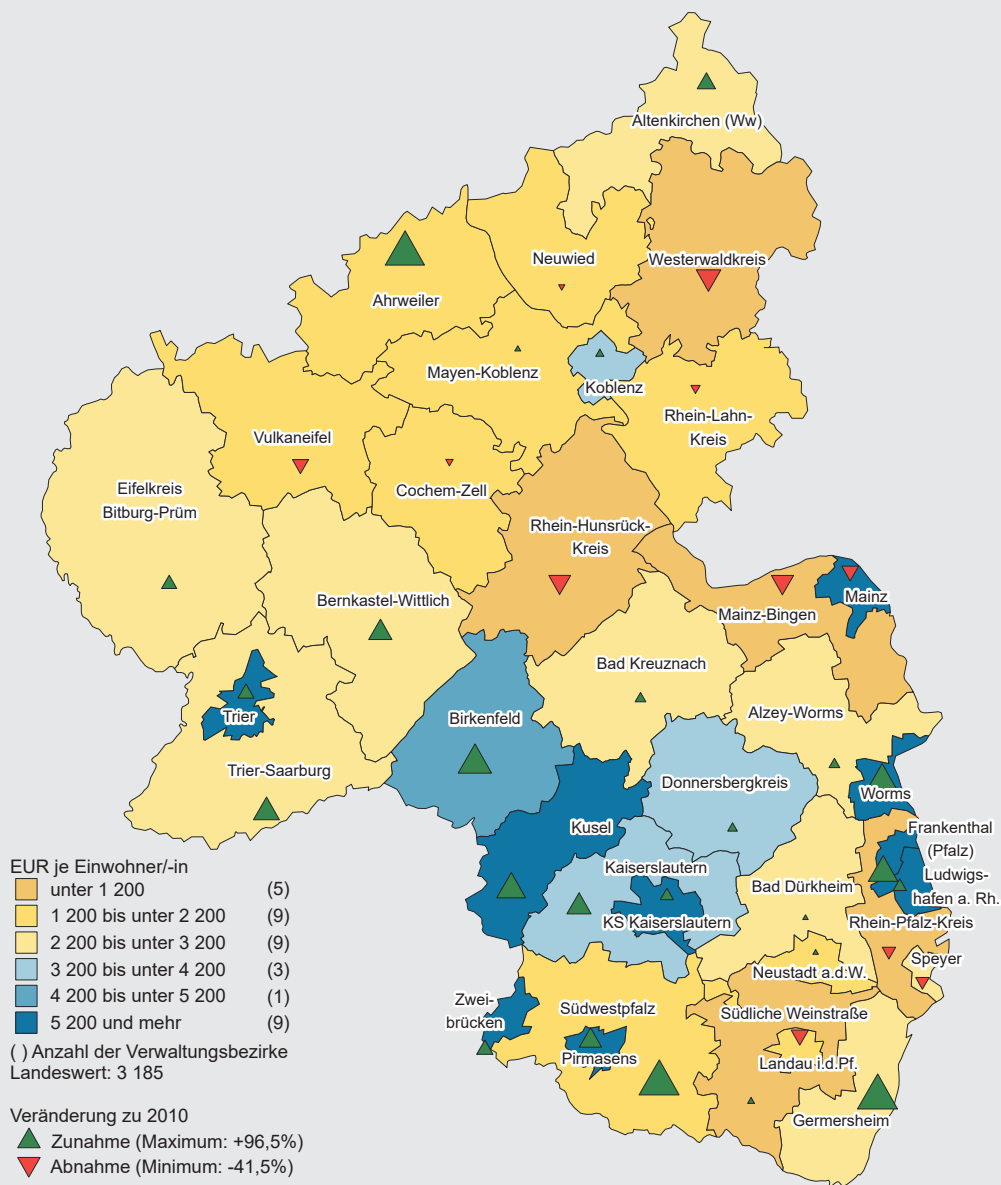 Altenkirchen (Ww)
Neuwied
Westerwaldkreis
Ahrweiler
Mayen-Koblenz
Koblenz
Rhein-Lahn-
Kreis
Vulkaneifel
Cochem-Zell
Eifelkreis
Bitburg-Prüm
Rhein-Hunsrück-
Kreis
Bernkastel-Wittlich
Mainz
Mainz-Bingen
Bad Kreuznach
Trier
Birkenfeld
Alzey-Worms
Trier-Saarburg
Donnersbergkreis
Worms
Kusel
Frankenthal
(Pfalz)
Ludwigs-
hafen a. Rh.
Kaiserslautern
Bad Dürkheim
KS Kaiserslautern
Rhein-Pfalz-Kreis
Speyer
Neustadt a.d.W.
Zwei-
brücken
Südwestpfalz
Südliche Weinstraße
Pirmasens
Landau i.d.Pf.
Germersheim
EUR je Einwohner/-in
unter 1 200 (5)
1 200 bis unter 2 200 (9)
2 200 bis unter 3 200 (9)
3 200 bis unter 4 200 (3)
4 200 bis unter 5 200 (1)
5 200 und mehr (9)
( ) Anzahl der Verwaltungsbezirke
Landeswert: 3 185
Veränderung zu 2010
Zunahme (Maximum: +96,5%)
Abnahme (Minimum: -41,5%)